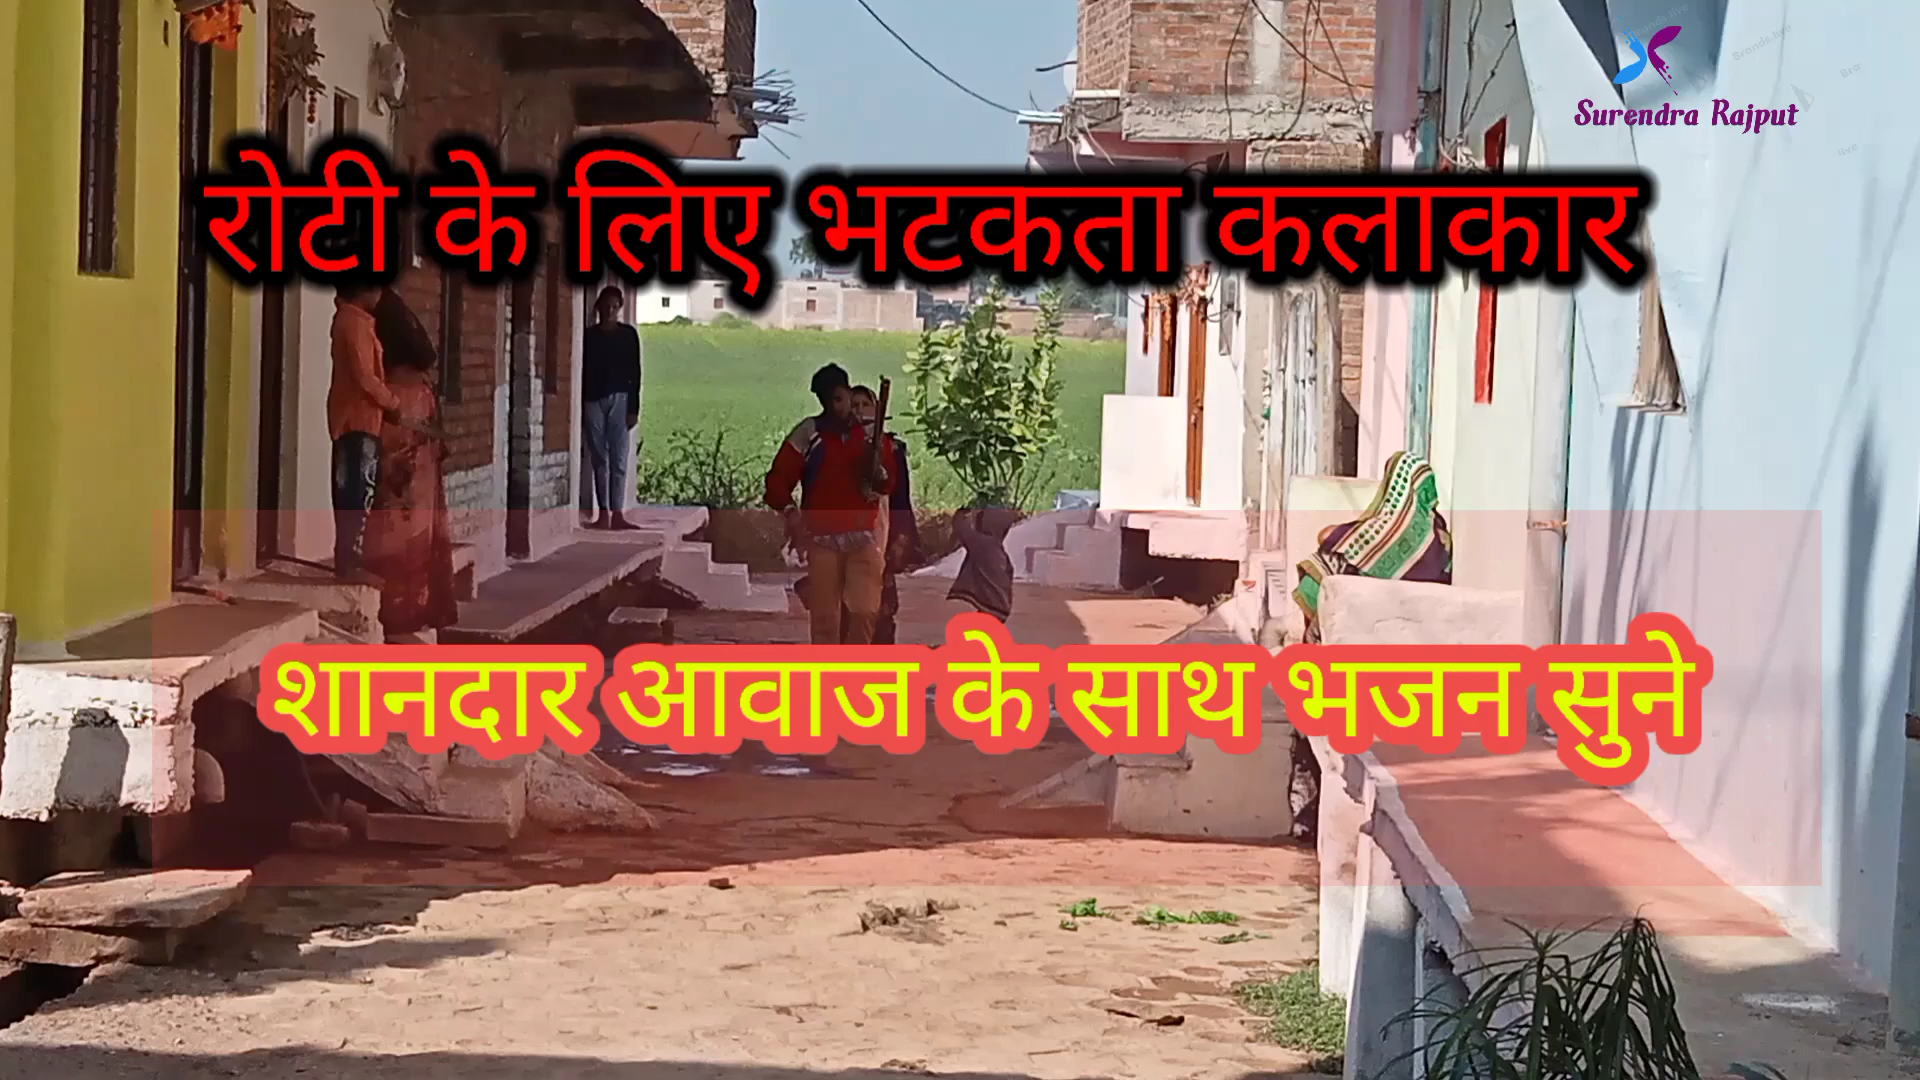 Surendra Rajput
रोटी के लिए भटकता कलाकार
शानदार आवाज के साथ भजन सुने